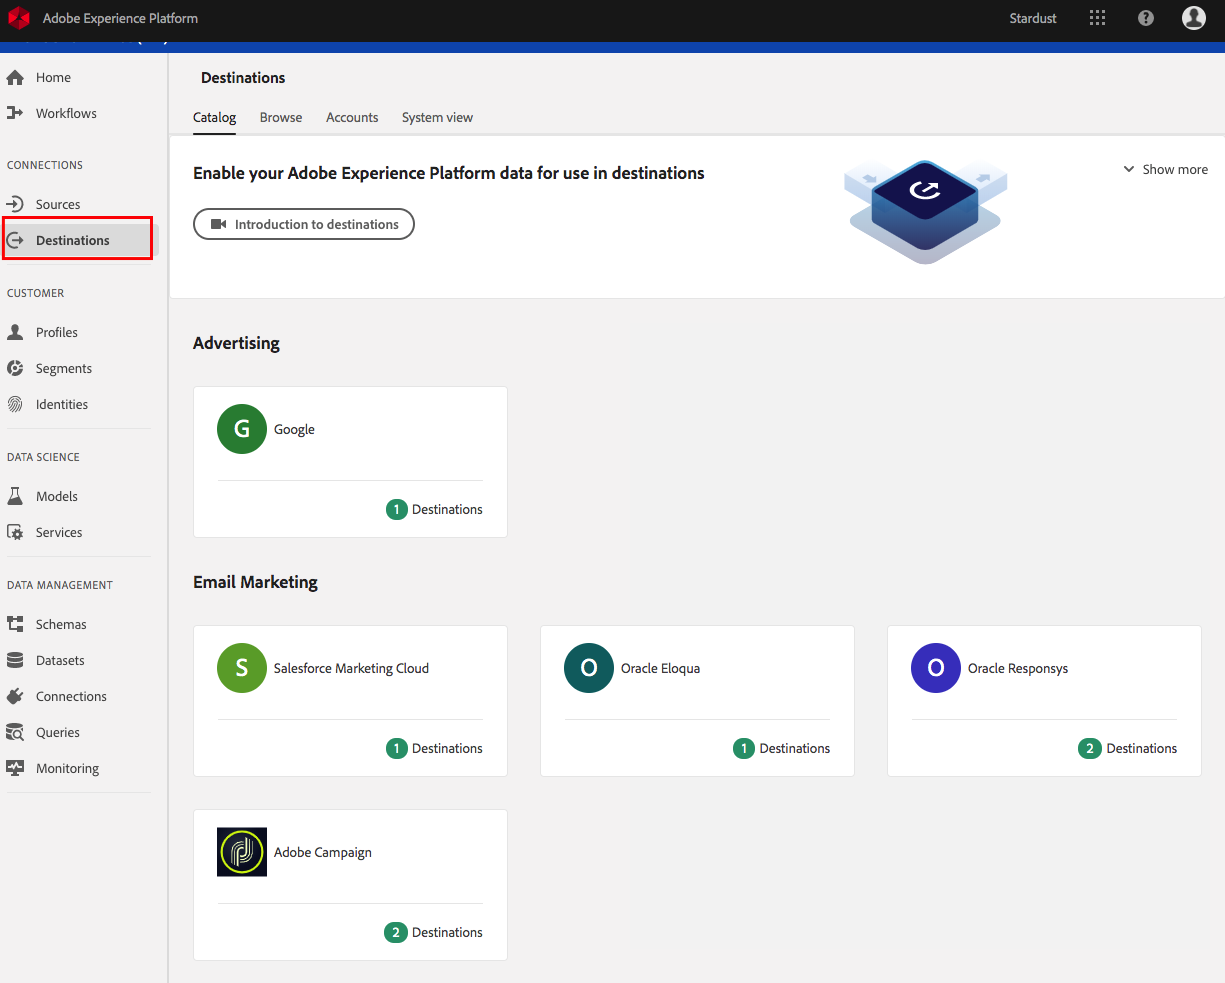 Adobe Experience Platform
Stardust
Home
Workflows
CONNECTIONS
Sources
Destinations
CUSTOMER
Profiles
Segments
Identities
DATA SCIENCE
Models
Services
DATA MANAGEMENT
Schemas
Datasets
Connections
Queries
Monitoring
Destinations
Catalog Browse Accounts System view
Enable your Adobe Experience Platform data for use in destinations
Show more
Introduction to destinations
Advertising
G Google
1 Destinations
Email Marketing
S Salesforce Marketing Cloud
1 Destinations
O Oracle Eloqua
1 Destinations
O Oracle Responsys
2 Destinations
Adobe Campaign
2 Destinations